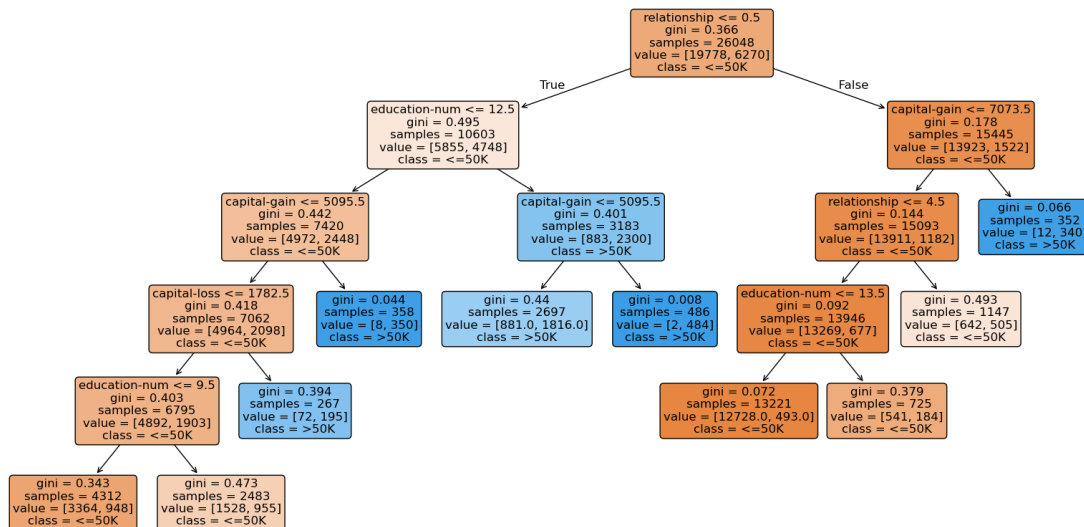 relationship <= 0.5
gini = 0.366
samples = 26048
value = [19778, 6270]
class = <=50K
True
False
education-num <= 12.5
gini = 0.495
samples = 10603
value = [5855, 4748]
class = <=50K
capital-gain <= 7073.5
gini = 0.178
samples = 15445
value = [13923, 1522]
class = <=50K
capital-gain <= 5095.5
gini = 0.442
samples = 7420
value = [4972, 2448]
class = <=50K
capital-gain <= 5095.5
gini = 0.401
samples = 3183
value = [883, 2300]
class = >50K
relationship <= 4.5
gini = 0.144
samples = 15093
value = [13911, 1182]
class = <=50K
gini = 0.066
samples = 352
value = [12, 340]
class = >50K
capital-loss <= 1782.5
gini = 0.418
samples = 7062
value = [4964, 2098]
class = <=50K
gini = 0.044
samples = 358
value = [8, 350]
class = >50K
gini = 0.44
samples = 2697
value = [881.0, 1816.0]
class = >50K
gini = 0.008
samples = 486
value = [2, 484]
class = >50K
education-num <= 13.5
gini = 0.092
samples = 13946
value = [13269, 677]
class = <=50K
gini = 0.493
samples = 1147
value = [642, 505]
class = <=50K
education-num <= 9.5
gini = 0.403
samples = 6795
value = [4892, 1903]
class = <=50K
gini = 0.394
samples = 267
value = [72, 195]
class = >50K
gini = 0.072
samples = 13221
value = [12728.0, 493.0]
class = <=50K
gini = 0.379
samples = 725
value = [541, 184]
class = <=50K
gini = 0.343
samples = 4312
value = [3364, 948]
class = <=50K
gini = 0.473
samples = 2483
value = [1528, 955]
class = <=50K